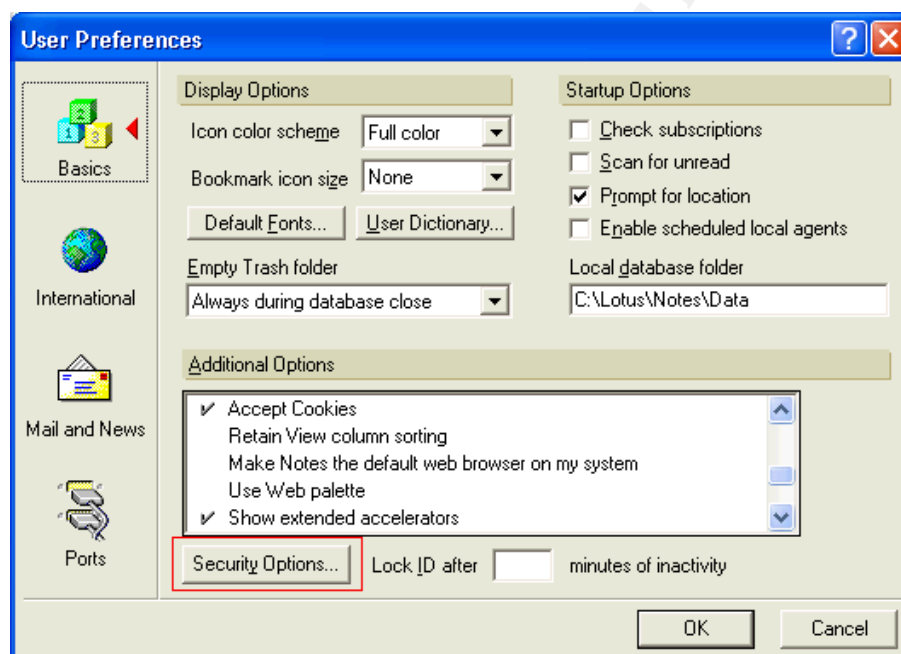 User Preferences
Basics
International
Mail and News
Ports
Display Options
Icon color scheme Full color
Bookmark icon size None
Default Fonts... User Dictionary...
Empty Trash folder
Always during database close
Startup Options
Check subscriptions
Scan for unread
Prompt for location
Enable scheduled local agents
Local database folder
C:\Lotus\Notes\Data
Additional Options
Accept Cookies
Retain View column sorting
Make Notes the default web browser on my system
Use Web palette
Show extended accelerators
Security Options... Lock ID after minutes of inactivity
OK Cancel